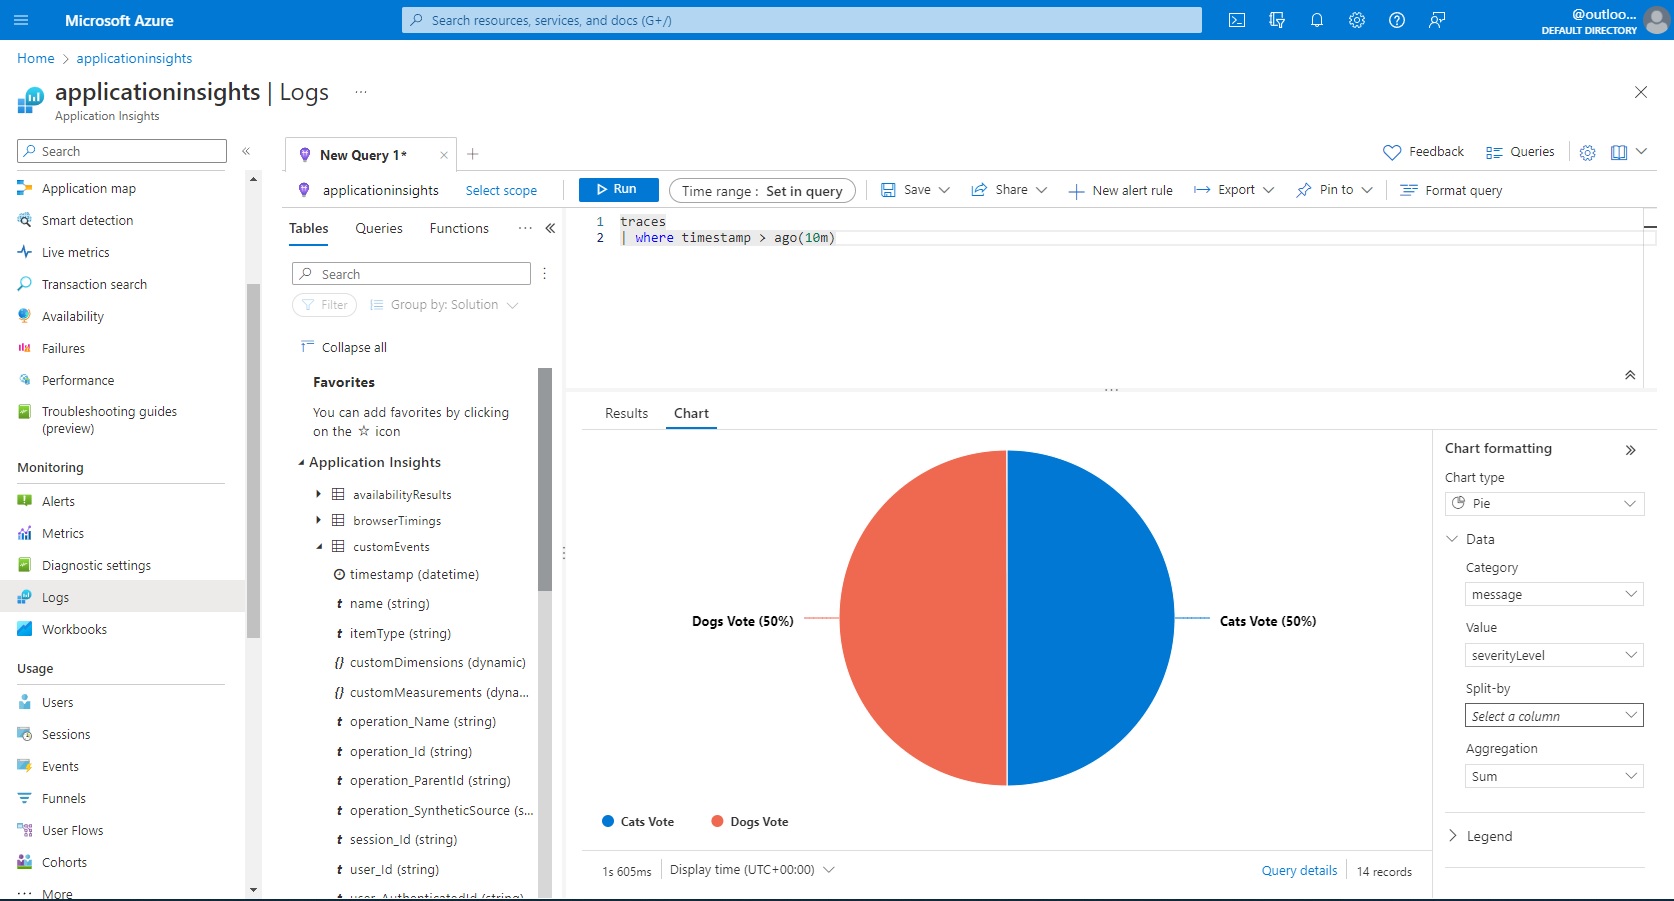 Microsoft Azure
Search resources, services, and docs (G+/)
@outloo...
DEFAULT DIRECTORY
Home > applicationinsights
applicationinsights | Logs ...
Application Insights
Search
Application map
Smart detection
Live metrics
Transaction search
Availability
Failures
Performance
Troubleshooting guides
(preview)
Monitoring
Alerts
Metrics
Diagnostic settings
Logs
Workbooks
Usage
Users
Sessions
Events
Funnels
User Flows
Cohorts
More
New Query 1*
Feedback
Queries
applicationinsights
Select scope
Run
Time range : Set in query
Save
Share
New alert rule
Export
Pin to
Format query
Tables
Queries
Functions
Search
Filter
Group by: Solution
Collapse all
Favorites
You can add favorites by clicking
on the ☆ icon
Application Insights
availabilityResults
browserTimings
customEvents
timestamp (datetime)
t name (string)
t itemType (string)
{} customDimensions (dynamic)
{} customMeasurements (dyna...
t operation_Name (string)
t operation_Id (string)
t operation_ParentId (string)
t operation_SyntheticSource (s...
t session_Id (string)
t user_Id (string)
t user_AuthenticatedId (string)
1 traces
2 | where timestamp > ago(10m)
Results
Chart
Dogs Vote (50%)
Cats Vote (50%)
Cats Vote
Dogs Vote
1s 605ms
Display time (UTC+00:00)
Query details
14 records
Chart formatting
Chart type
Pie
Data
Category
message
Value
severityLevel
Split-by
Select a column
Aggregation
Sum
Legend